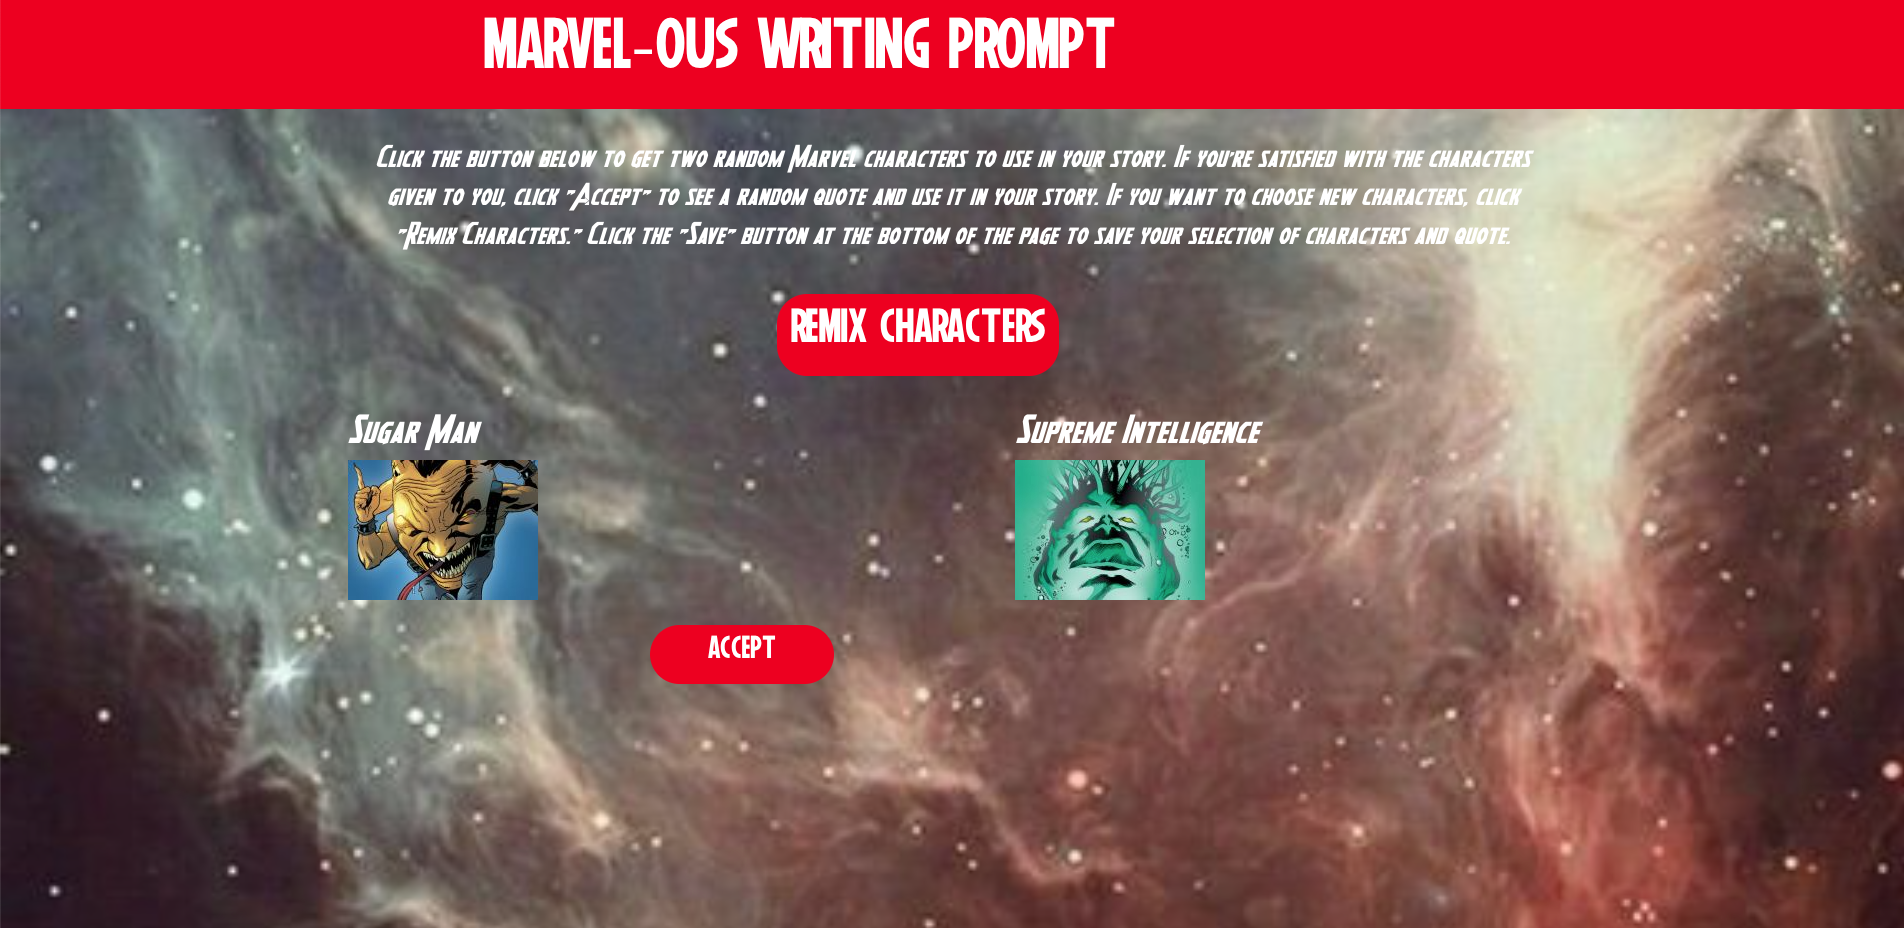 MARVEL-OUS WRITING PROMPT
Click the button below to get two random Marvel characters to use in your story. If you're satisfied with the characters
given to you, click "Accept" to see a random quote and use it in your story. If you want to choose new characters, click
"Remix Characters." Click the "Save" button at the bottom of the page to save your selection of characters and quote.
REMIX CHARACTERS
Sugar Man
Supreme Intelligence
ACCEPT